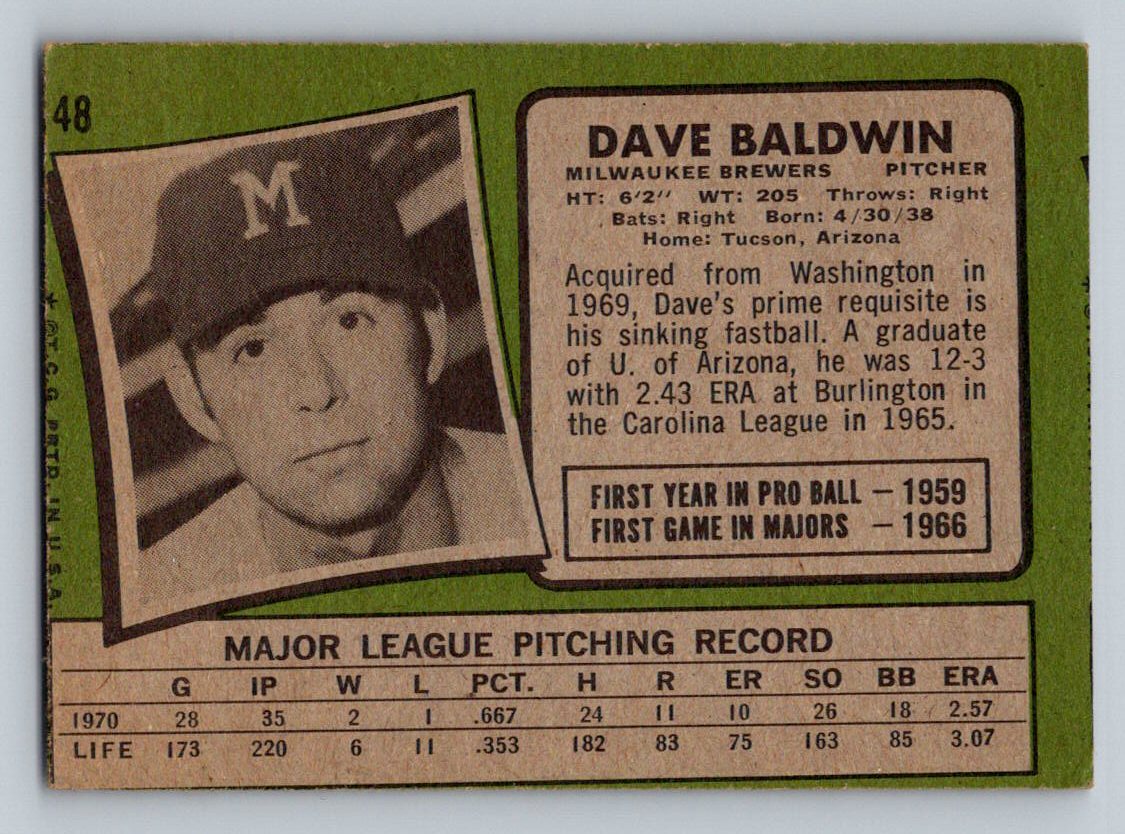 48
M
DAVE BALDWIN
MILWAUKEE BREWERS PITCHER
HT: 6'2" WT: 205 Throws: Right
Bats: Right Born: 4/30/38
Home: Tucson, Arizona
Acquired from Washington in
1969, Dave's prime requisite is
his sinking fastball. A graduate
of U. of Arizona, he was 12-3
with 2.43 ERA at Burlington in
the Carolina League in 1965.
FIRST YEAR IN PRO BALL – 1959
FIRST GAME IN MAJORS – 1966
★ ©T.C.G. PRTD. IN U.S.A.
MAJOR LEAGUE PITCHING RECORD
G IP W L PCT. H R ER SO BB ERA
1970 28 35 2 1 .667 24 11 10 26 18 2.57
LIFE 173 220 6 11 .353 182 83 75 163 85 3.07